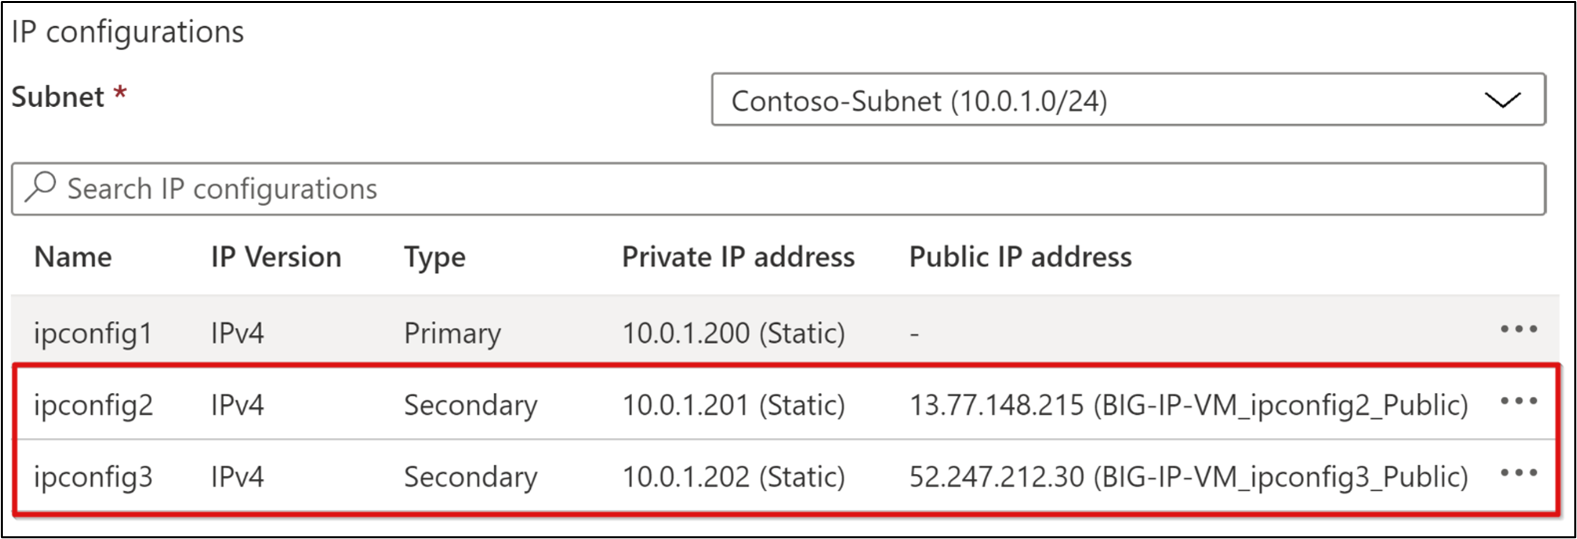 IP configurations
Subnet *
Contoso-Subnet (10.0.1.0/24)
Search IP configurations
Name IP Version Type Private IP address Public IP address
ipconfig1 IPv4 Primary 10.0.1.200 (Static) - •••
ipconfig2 IPv4 Secondary 10.0.1.201 (Static) 13.77.148.215 (BIG-IP-VM_ipconfig2_Public) •••
ipconfig3 IPv4 Secondary 10.0.1.202 (Static) 52.247.212.30 (BIG-IP-VM_ipconfig3_Public) •••